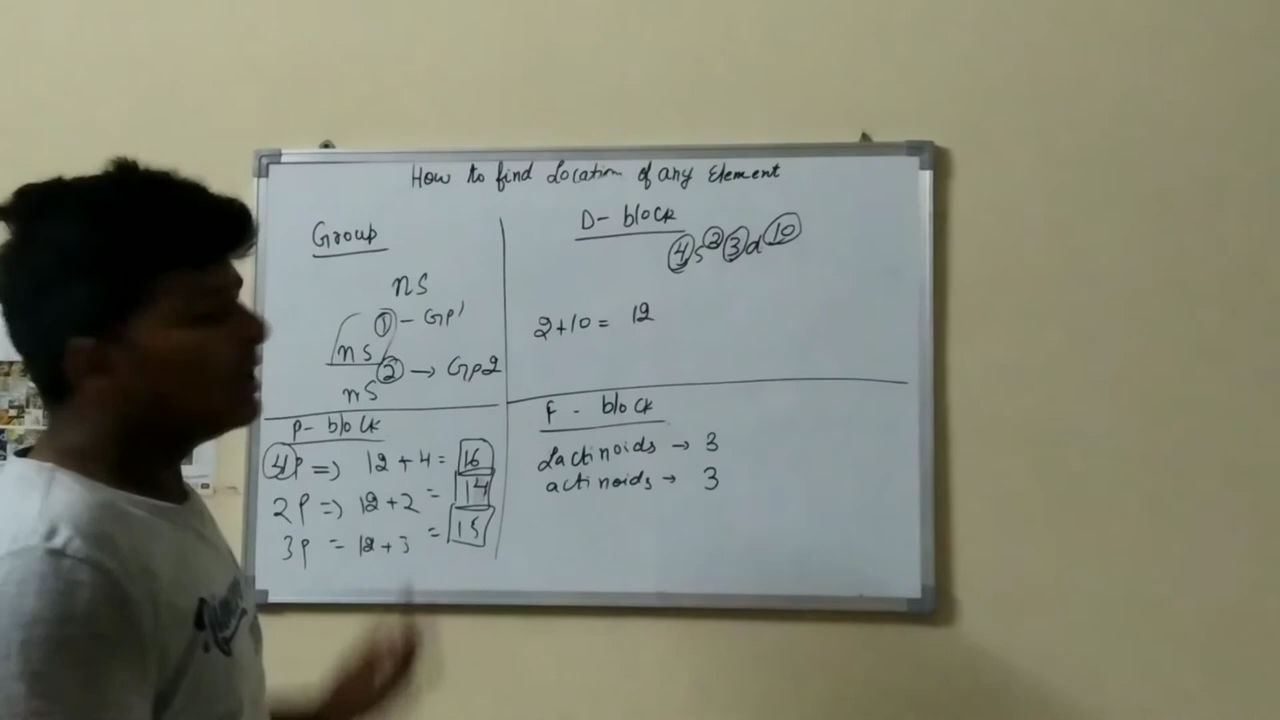 How to find Location of any Element
Group
ns
① – Gp1
ns
② → Gp2
ns
D- block
4s² 3d¹⁰
2+10 = 12
P- block
4P => 12 + 4 = 16
2P => 12 + 2 = 14
3P = 12 + 3 = 15
F - block
Lactinoids → 3
actinoids → 3